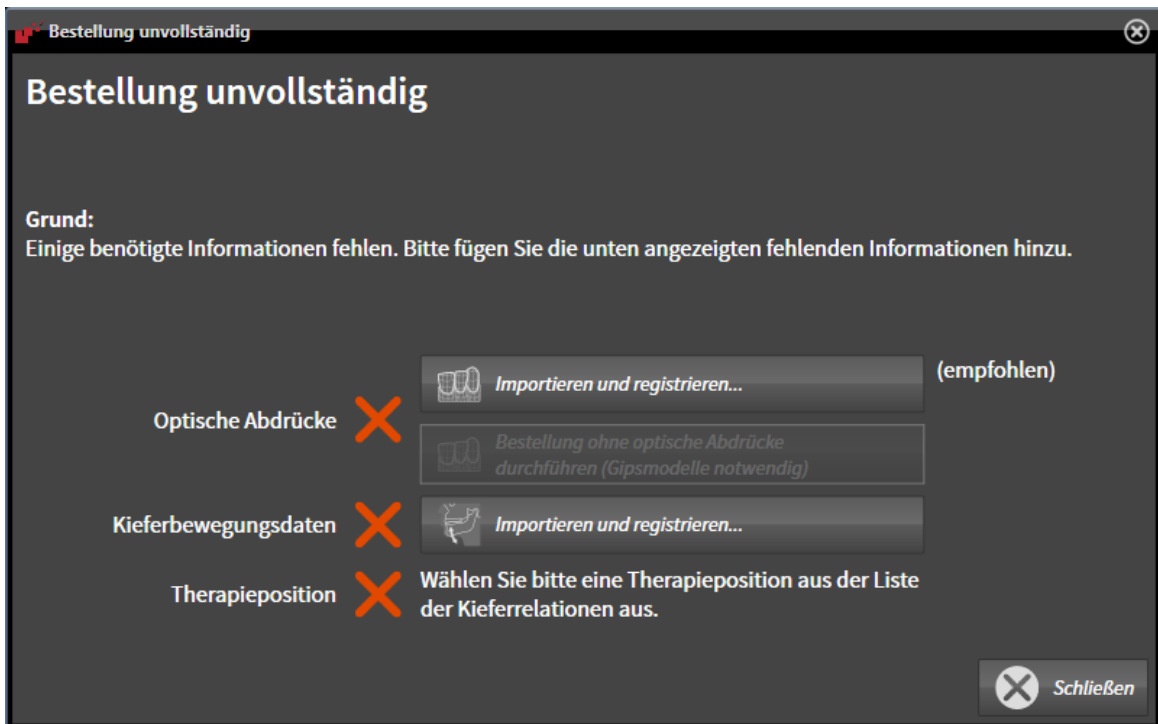 Bestellung unvollständig
Bestellung unvollständig
Grund:
Einige benötigte Informationen fehlen. Bitte fügen Sie die unten angezeigten fehlenden Informationen hinzu.
Optische Abdrücke
Importieren und registrieren...
(empfohlen)
Bestellung ohne optische Abdrücke
durchführen (Gipsmodelle notwendig)
Kieferbewegungsdaten
Importieren und registrieren...
Therapieposition
Wählen Sie bitte eine Therapieposition aus der Liste
der Kieferrelationen aus.
Schließen